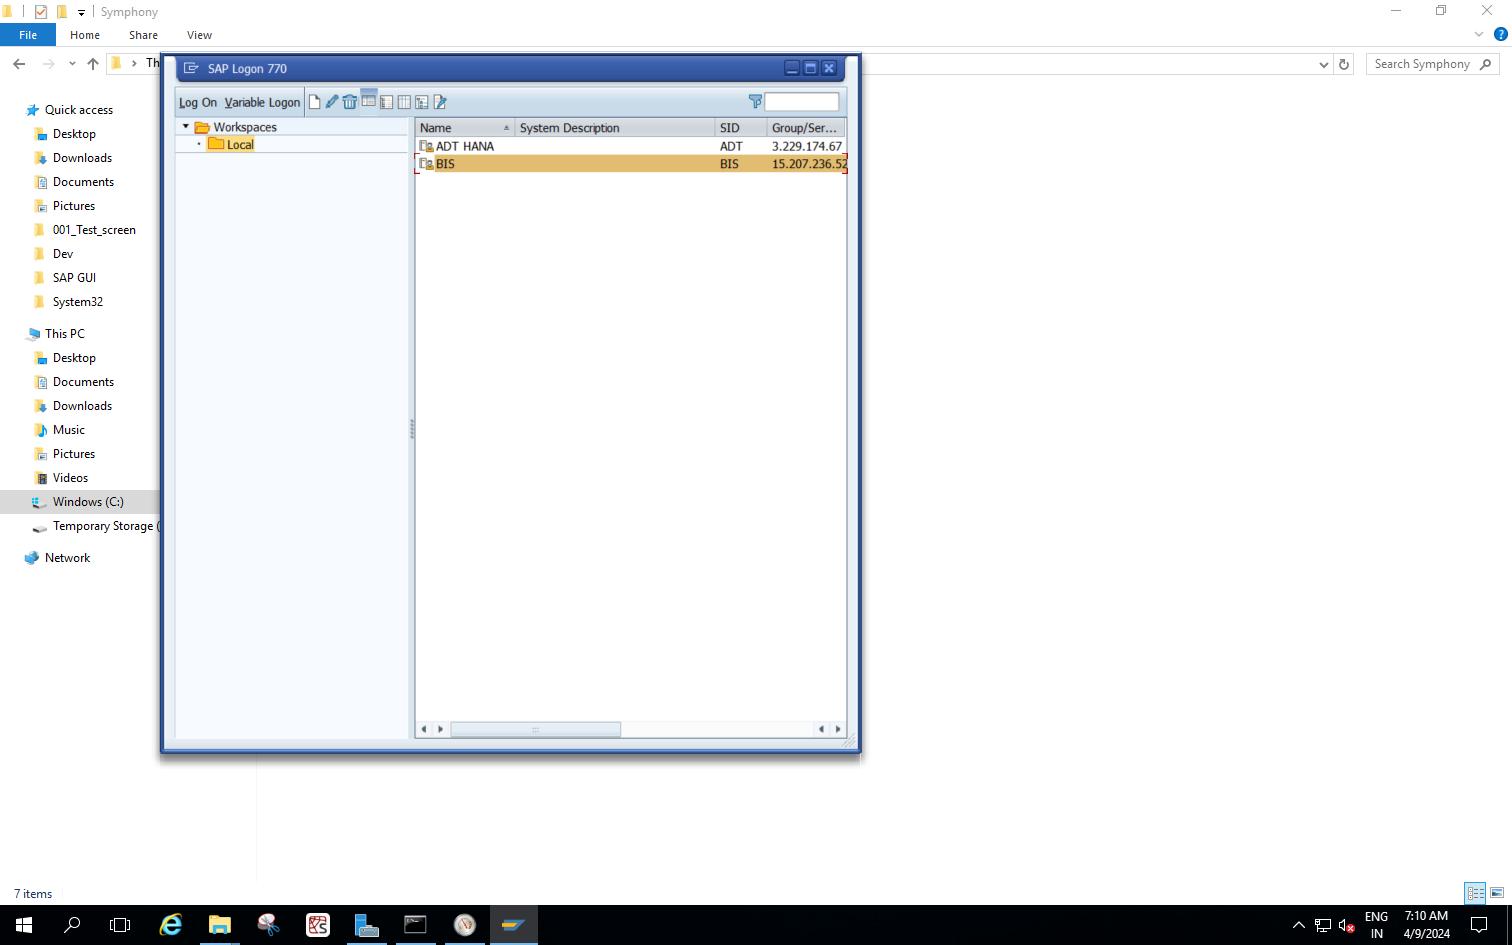 Symphony
File Home Share View
Th
Search Symphony
SAP Logon 770
Log On Variable Logon
Workspaces
Local
Name System Description SID Group/Ser...
ADT HANA ADT 3.229.174.67
BIS BIS 15.207.236.52
Quick access
Desktop
Downloads
Documents
Pictures
001_Test_screen
Dev
SAP GUI
System32
This PC
Desktop
Documents
Downloads
Music
Pictures
Videos
Windows (C:)
Temporary Storage (
Network
7 items
ENG
IN
7:10 AM
4/9/2024